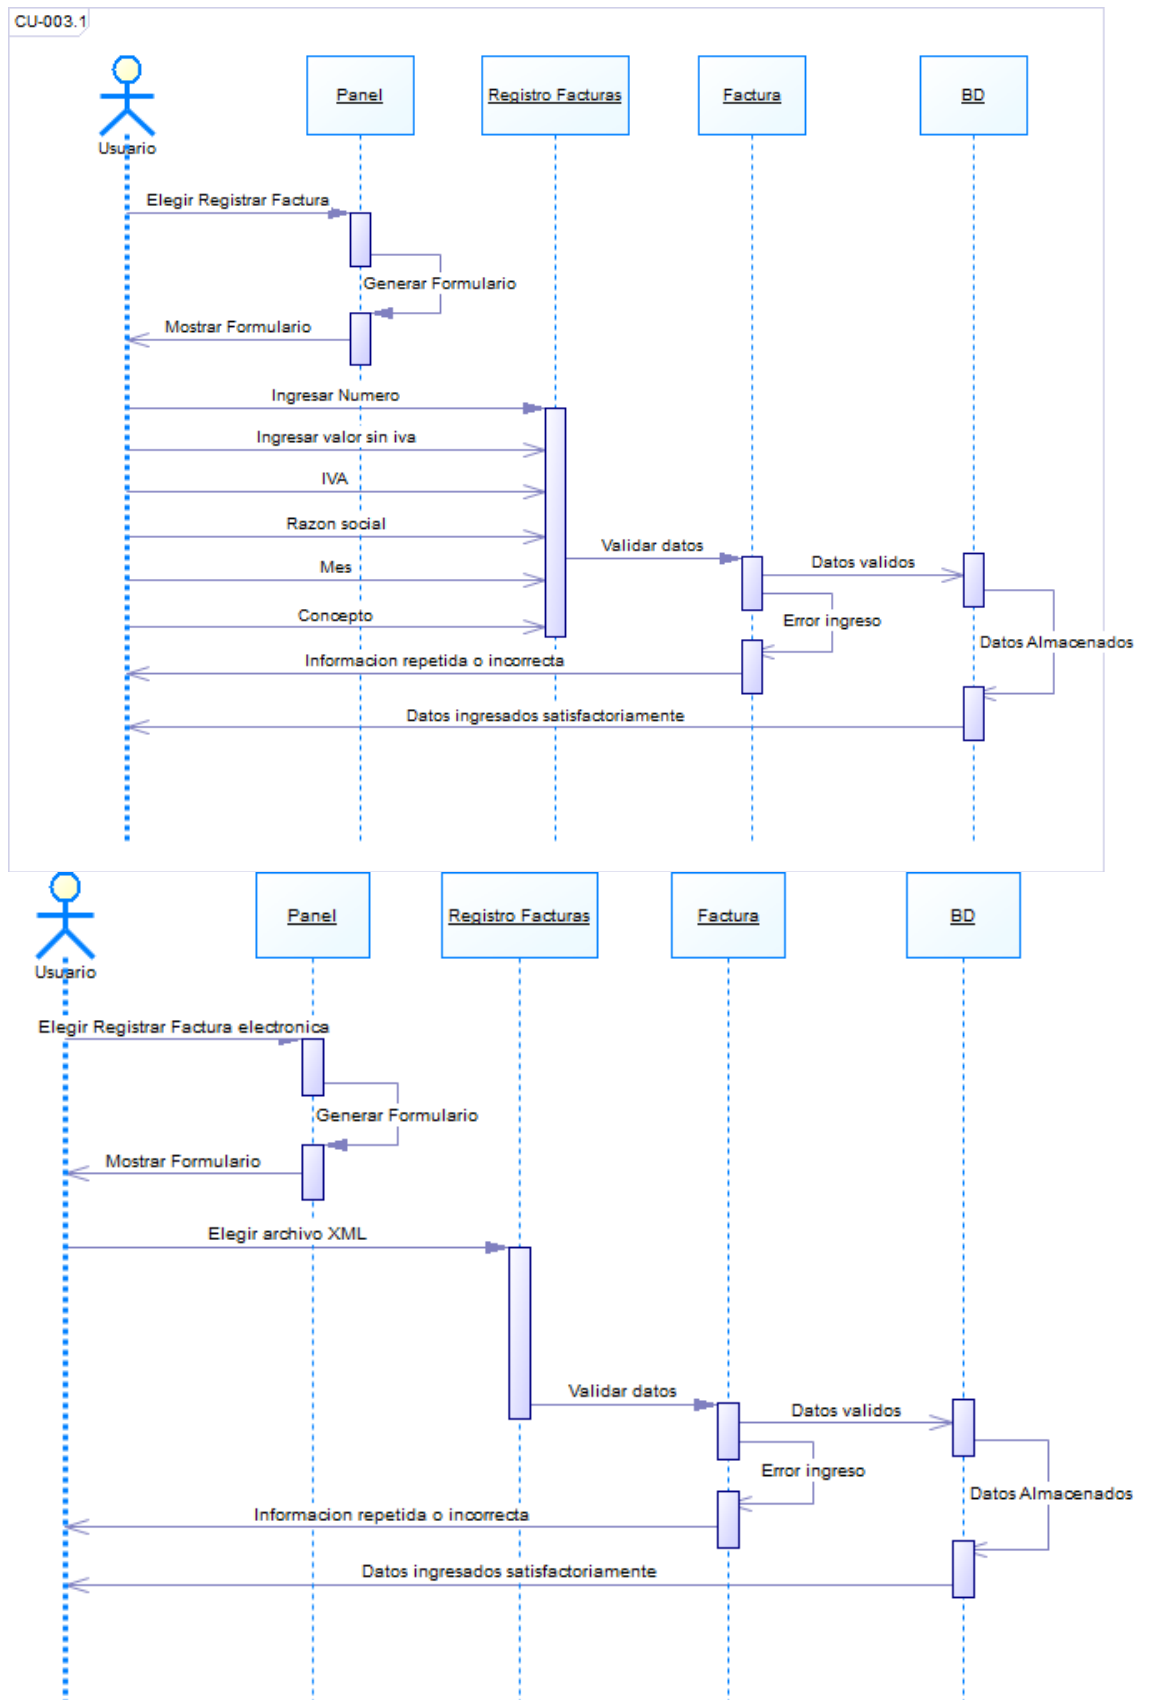 CU-003.1
Usuario
Panel
Registro Facturas
Factura
BD
Elegir Registrar Factura
Generar Formulario
Mostrar Formulario
Ingresar Numero
Ingresar valor sin iva
IVA
Razon social
Validar datos
Datos validos
Mes
Concepto
Error ingreso
Datos Almacenados
Informacion repetida o incorrecta
Datos ingresados satisfactoriamente
Usuario
Panel
Registro Facturas
Factura
BD
Elegir Registrar Factura electronica
Generar Formulario
Mostrar Formulario
Elegir archivo XML
Validar datos
Datos validos
Error ingreso
Datos Almacenados
Informacion repetida o incorrecta
Datos ingresados satisfactoriamente